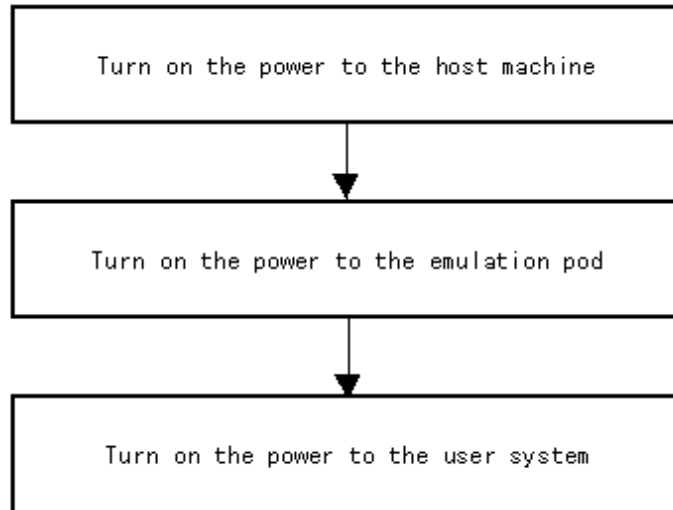 Turn on the power to the host machine
Turn on the power to the emulation pod
Turn on the power to the user system